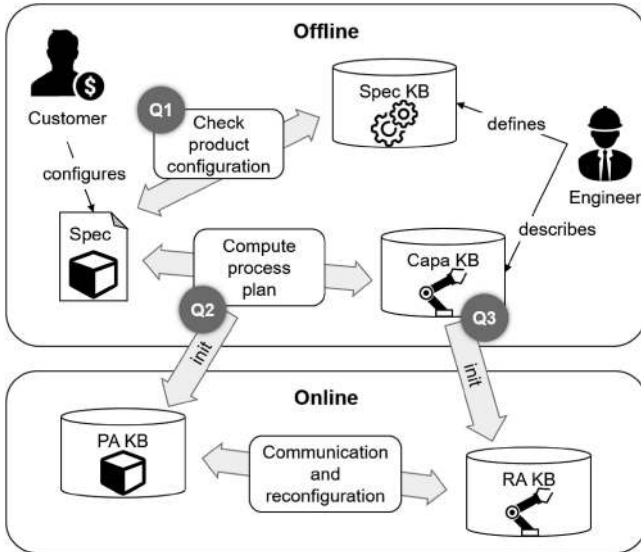 Offline
Customer
$
Q1
Check
product
configuration
Spec KB
defines
Engineer
configures
describes
Spec
Compute
process
plan
Capa KB
Q2
Q3
init
init
Online
PA KB
Communication
and
reconfiguration
RA KB